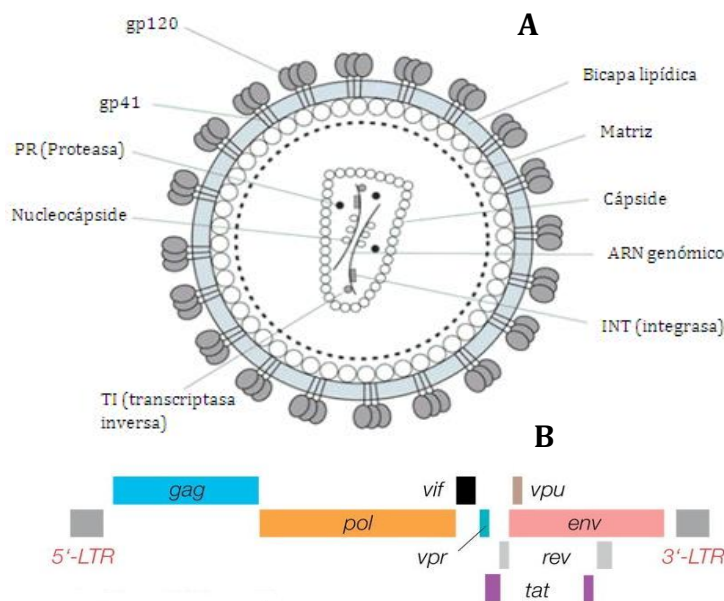 A
gp120
gp41
PR (Proteasa)
Nucleocápside
TI (transcriptasa
inversa)
Bicapa lipídica
Matriz
Cápside
ARN genómico
INT (integrasa)
B
gag
vif
vpu
pol
env
5‘-LTR
vpr
rev
3‘-LTR
tat